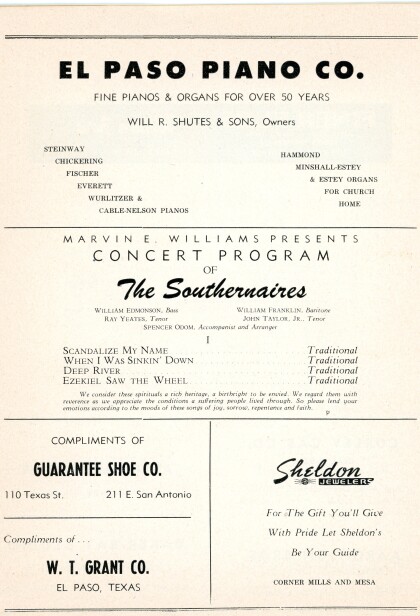 EL PASO PIANO CO.
FINE PIANOS & ORGANS FOR OVER 50 YEARS
WILL R. SHUTES & SONS, Owners
STEINWAY
CHICKERING
FISCHER
EVERETT
WURLITZER &
CABLE-NELSON PIANOS
HAMMOND
MINSHALL-ESTEY
& ESTEY ORGANS
FOR CHURCH
HOME
MARVIN E. WILLIAMS PRESENTS
CONCERT PROGRAM
OF
The Southernaires
WILLIAM EDMONSON, Bass
WILLIAM FRANKLIN, Baritone
RAY YEATES, Tenor
JOHN TAYLOR, JR., Tenor
SPENCER ODOM, Accompanist and Arranger
I
SCANDALIZE MY NAME Traditional
WHEN I WAS SINKIN' DOWN Traditional
DEEP RIVER Traditional
EZEKIEL SAW THE WHEEL Traditional
We consider these spirituals a rich heritage, a birthright to be envied. We regard them with
reverence as we appreciate the conditions a suffering people lived through. So please lend your
emotions according to the moods of these songs of joy, sorrow, repentance and faith.
COMPLIMENTS OF
GUARANTEE SHOE CO.
110 Texas St. 211 E. San Antonio
Compliments of . . .
W. T. GRANT CO.
EL PASO, TEXAS
Sheldon
JEWELERS
For The Gift You'll Give
With Pride Let Sheldon's
Be Your Guide
CORNER MILLS AND MESA